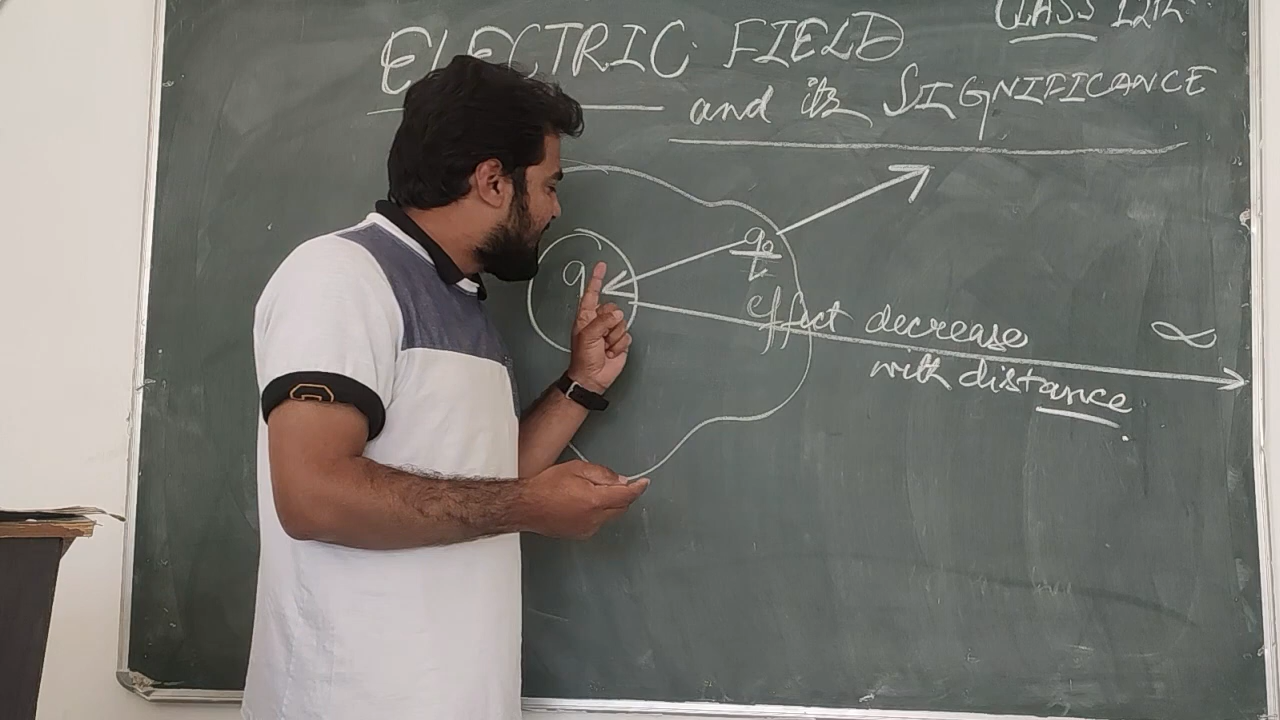 CLASS 12th
ELECTRIC FIELD
and its SIGNIFICANCE
q
q₀
effect decrease
with distance
∞